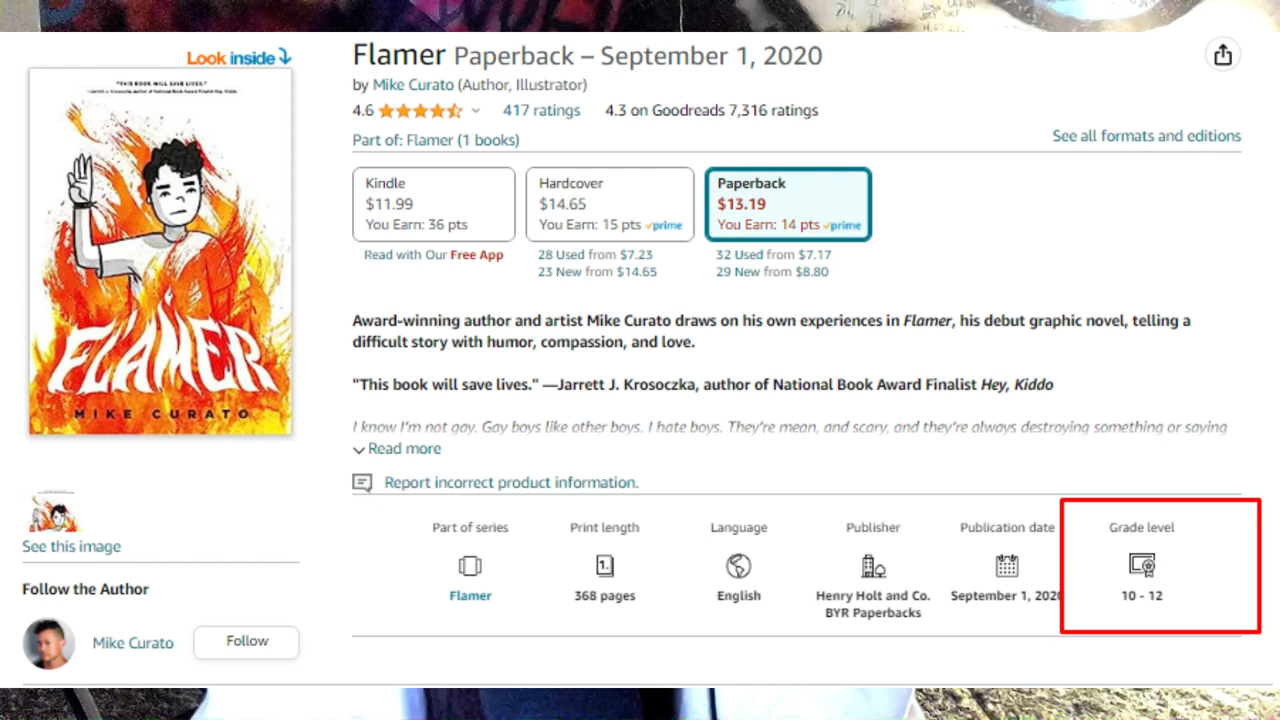 Look inside
"THIS BOOK WILL SAVE LIVES."
FLAMER
MIKE CURATO
See this image
Follow the Author
Mike Curato
Follow
Flamer Paperback – September 1, 2020
by Mike Curato (Author, Illustrator)
4.6 417 ratings 4.3 on Goodreads 7,316 ratings
Part of: Flamer (1 books)
See all formats and editions
Kindle
$11.99
You Earn: 36 pts
Read with Our Free App
Hardcover
$14.65
You Earn: 15 pts prime
28 Used from $7.23
23 New from $14.65
Paperback
$13.19
You Earn: 14 pts prime
32 Used from $7.17
29 New from $8.80
Award-winning author and artist Mike Curato draws on his own experiences in Flamer, his debut graphic novel, telling a
difficult story with humor, compassion, and love.
"This book will save lives." —Jarrett J. Krosoczka, author of National Book Award Finalist Hey, Kiddo
I know I'm not gay. Gay boys like other boys. I hate boys. They're mean, and scary, and they're always destroying something or saying
Read more
Report incorrect product information.
Part of series
Flamer
Print length
1.
368 pages
Language
English
Publisher
Henry Holt and Co.
BYR Paperbacks
Publication date
September 1, 2020
Grade level
10 - 12